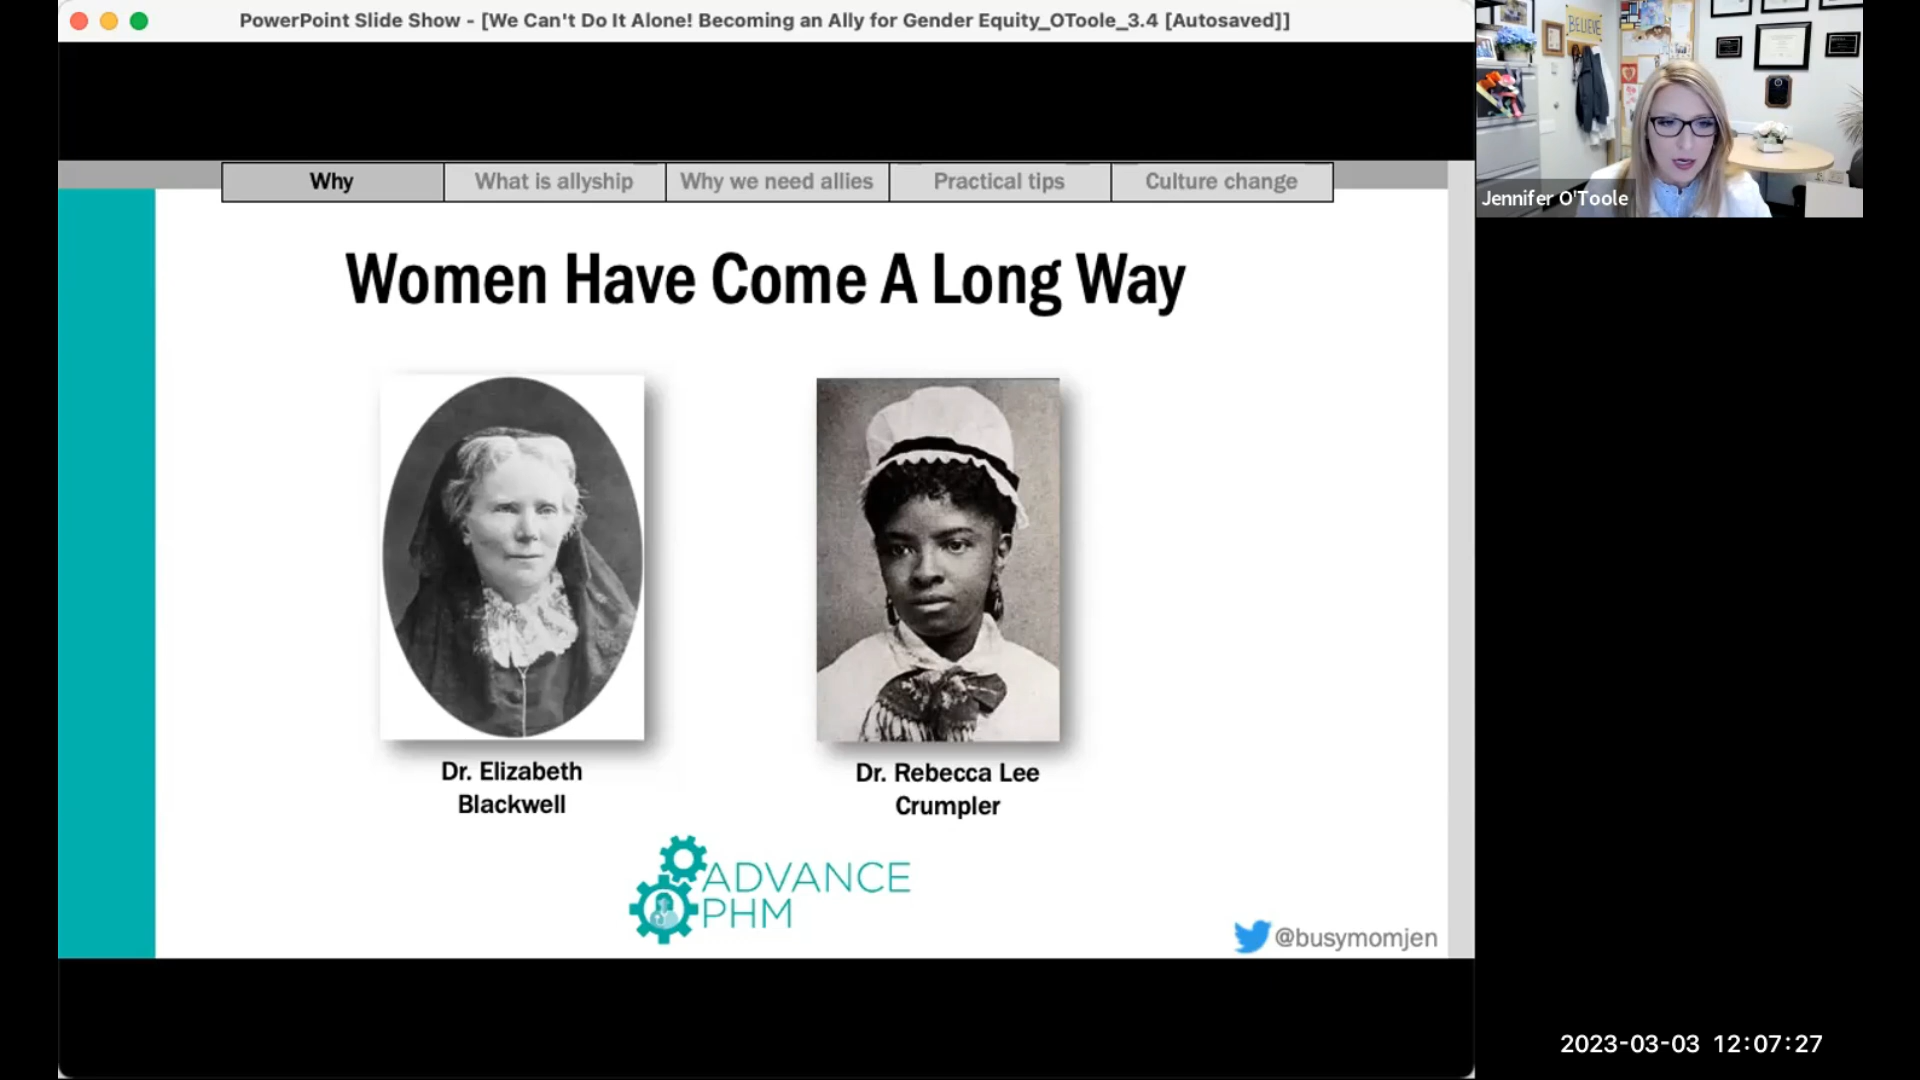 PowerPoint Slide Show - [We Can't Do It Alone! Becoming an Ally for Gender Equity_OToole_3.4 [Autosaved]]
BELIEVE
Jennifer O'Toole
Why
What is allyship
Why we need allies
Practical tips
Culture change
Women Have Come A Long Way
Dr. Elizabeth
Blackwell
Dr. Rebecca Lee
Crumpler
ADVANCE
PHM
@busymomjen
2023-03-03 12:07:27